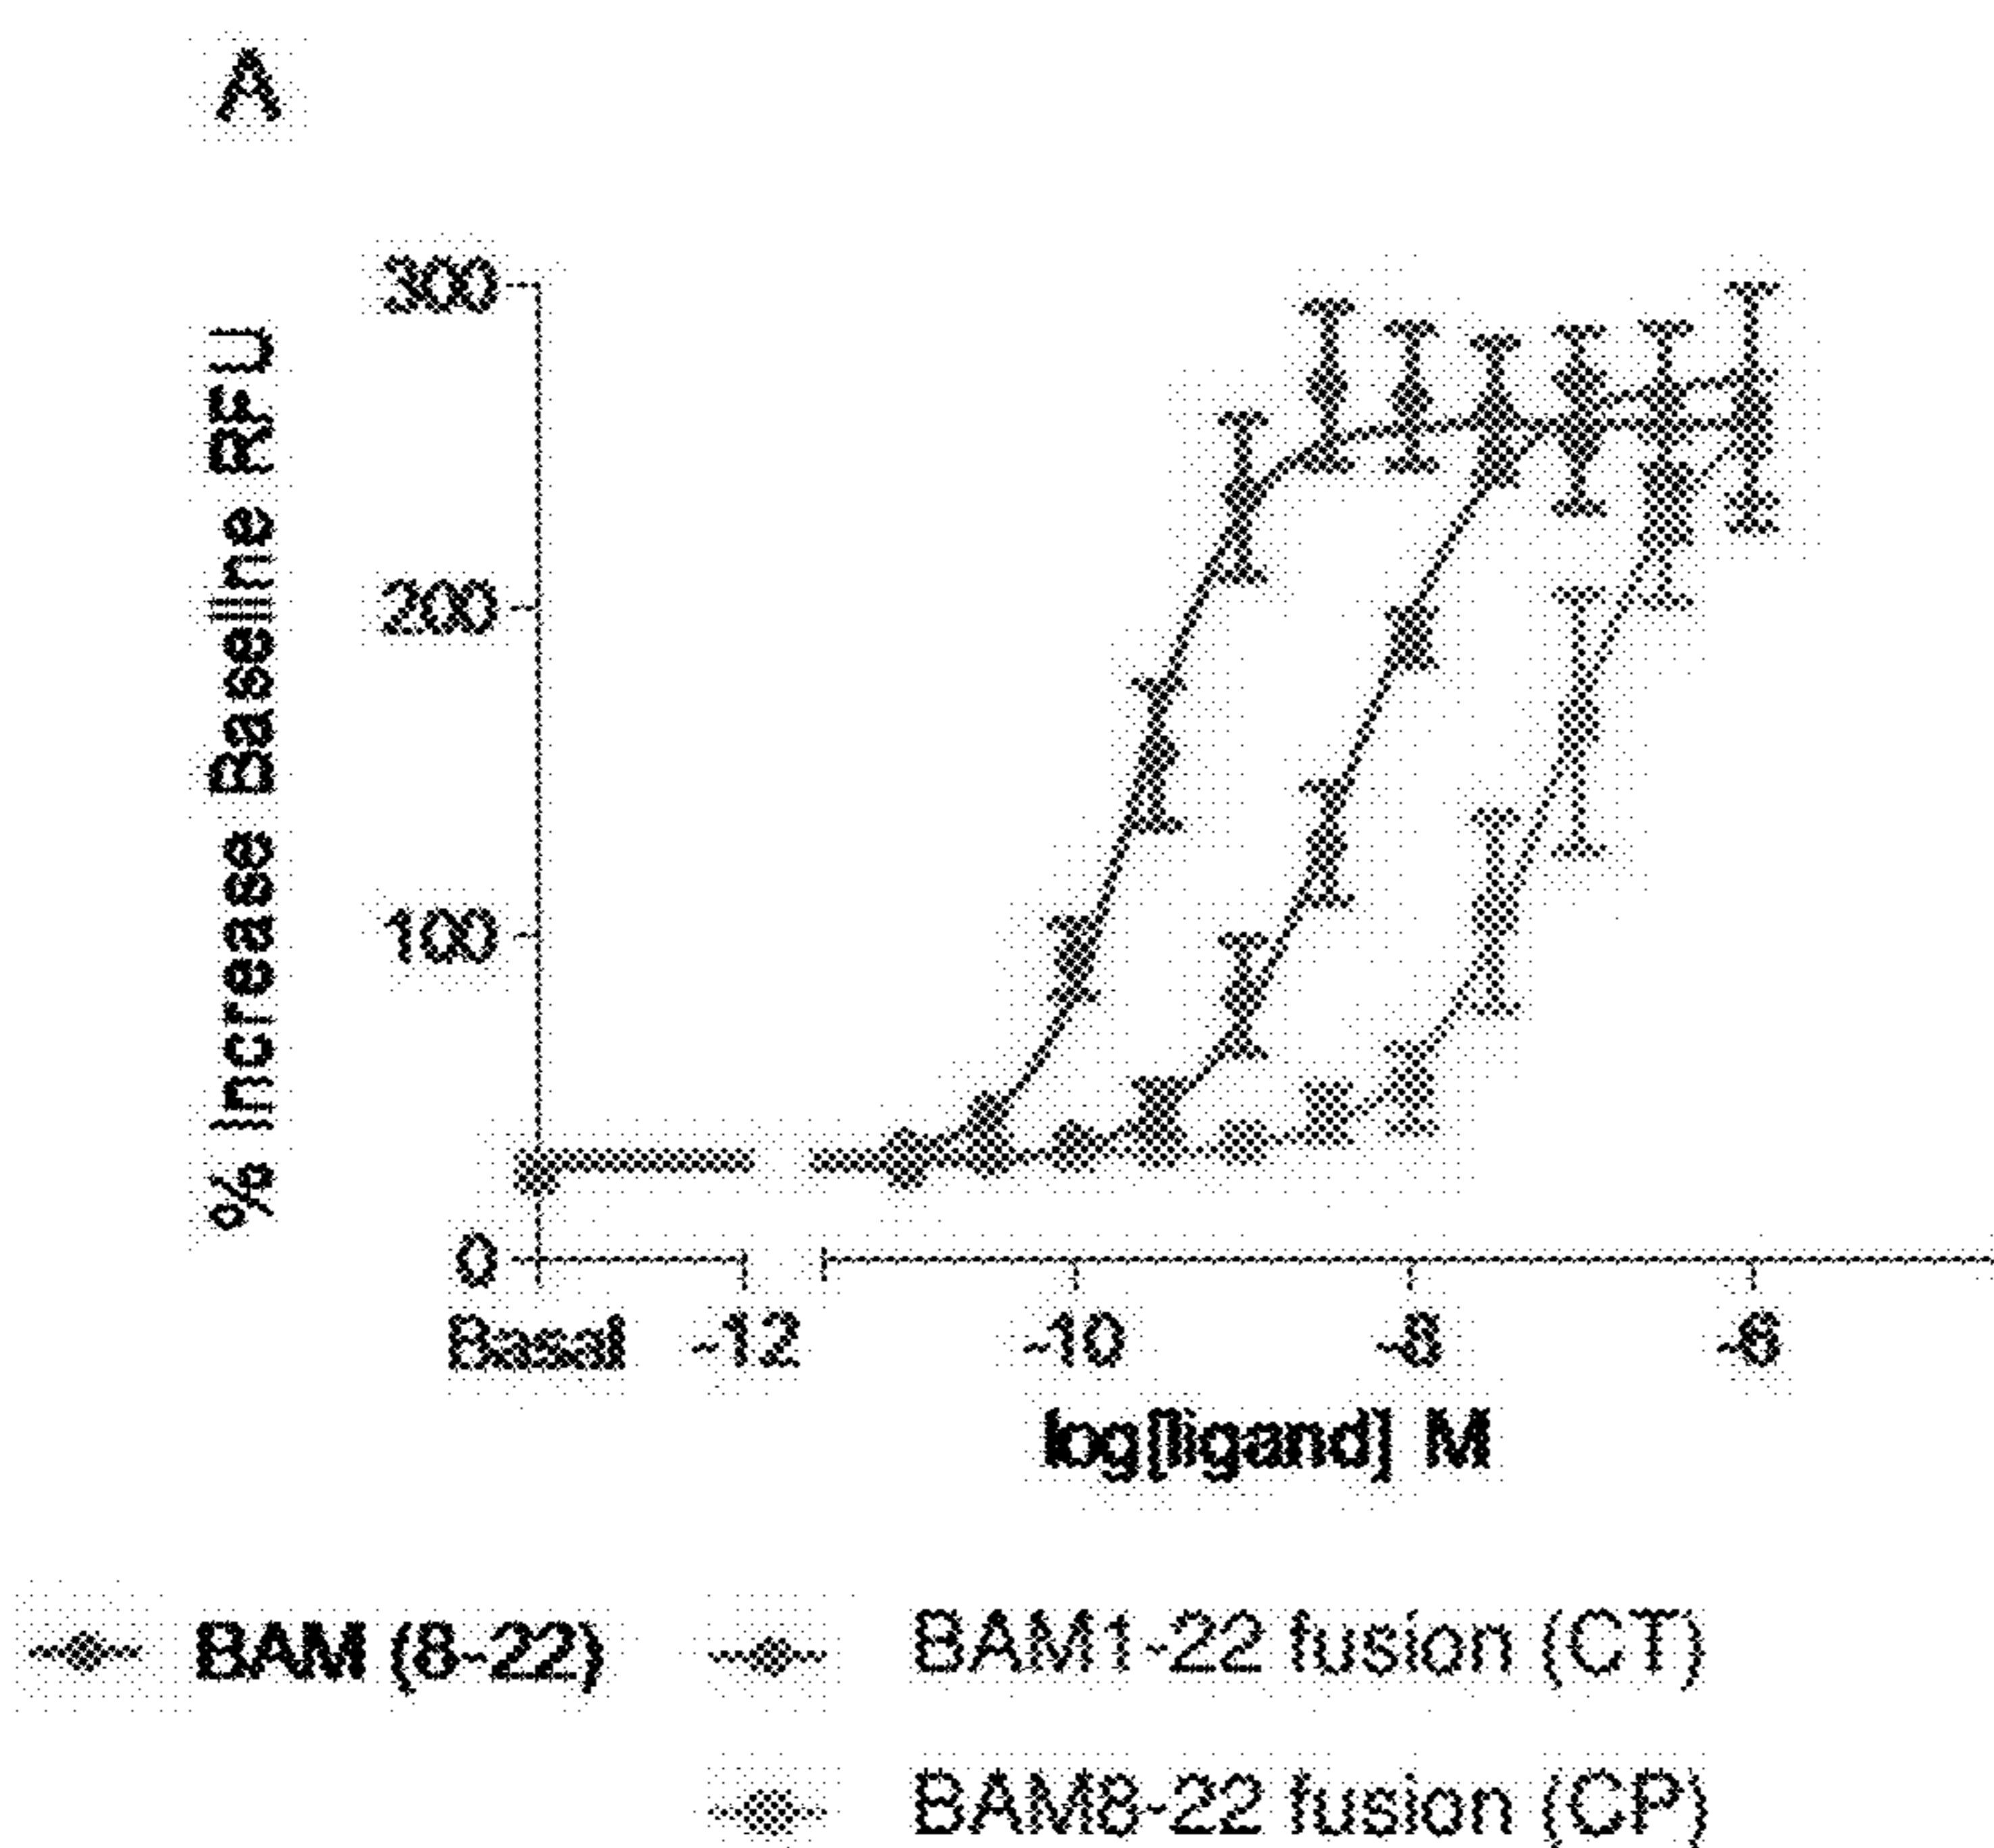 A
% Increase Baseline RFU
300
200
100
0
Basal -12 -10 -8 -6
log[ligand] M
BAM (8-22) BAM1-22 fusion (CT)
BAM8-22 fusion (CP)